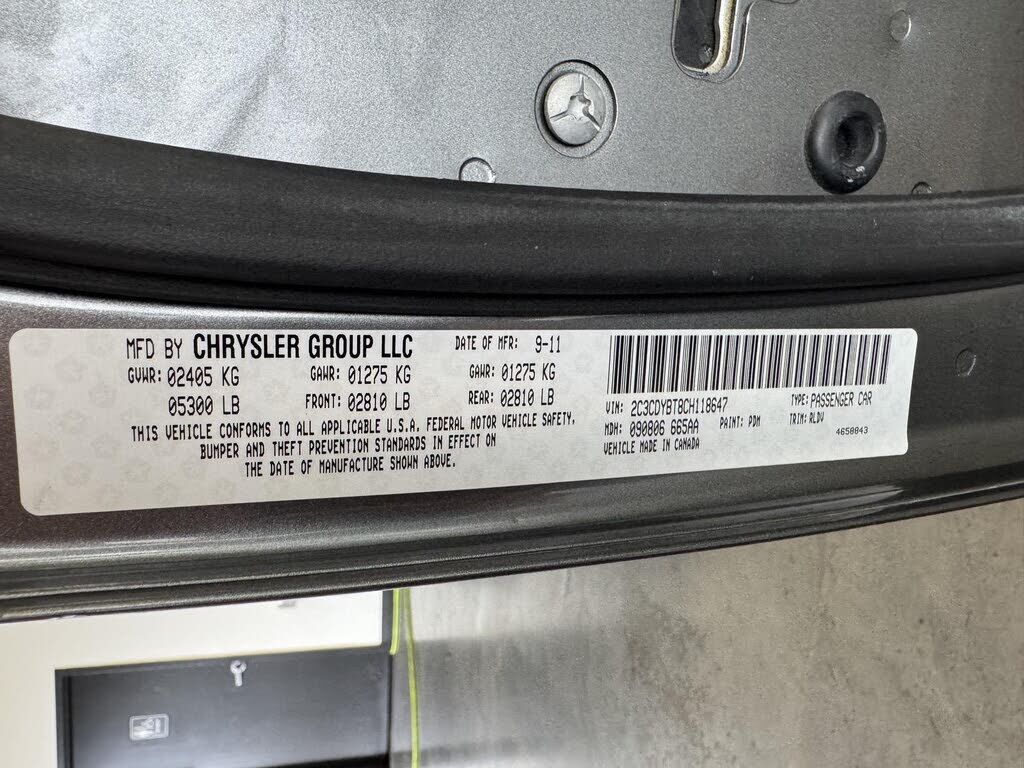 MFD BY CHRYSLER GROUP LLC DATE OF MFR: 9-11
GVWR: 02405 KG GAWR: 01275 KG GAWR: 01275 KG
05300 LB FRONT: 02810 LB REAR: 02810 LB
THIS VEHICLE CONFORMS TO ALL APPLICABLE U.S.A. FEDERAL MOTOR VEHICLE SAFETY,
BUMPER AND THEFT PREVENTION STANDARDS IN EFFECT ON
THE DATE OF MANUFACTURE SHOWN ABOVE.
VIN: 2C3CDYBT8CH118647 TYPE: PASSENGER CAR
MDH: 090806 665AA PAINT: PDM TRIM: RLDV
VEHICLE MADE IN CANADA 4658843